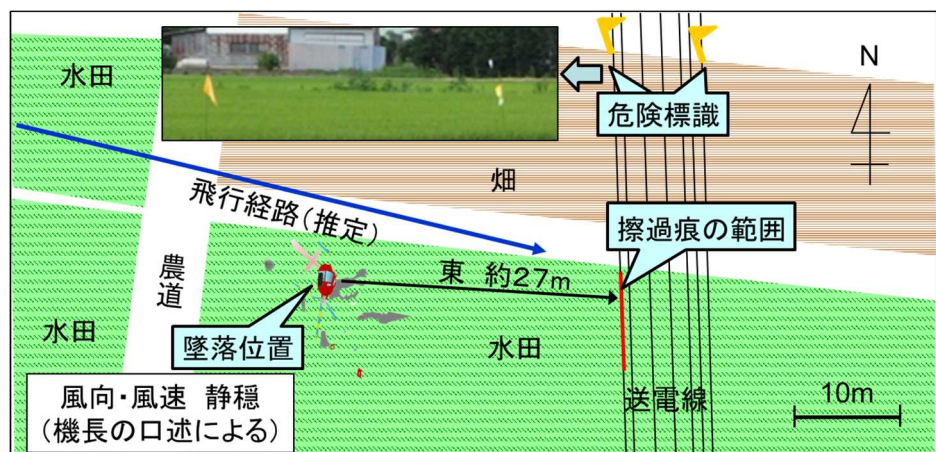 水田
N
危険標識
畑
飛行経路(推定)
擦過痕の範囲
農道
東 約27m
水田
墜落位置
水田
風向・風速 静穏
(機長の口述による)
送電線
10m